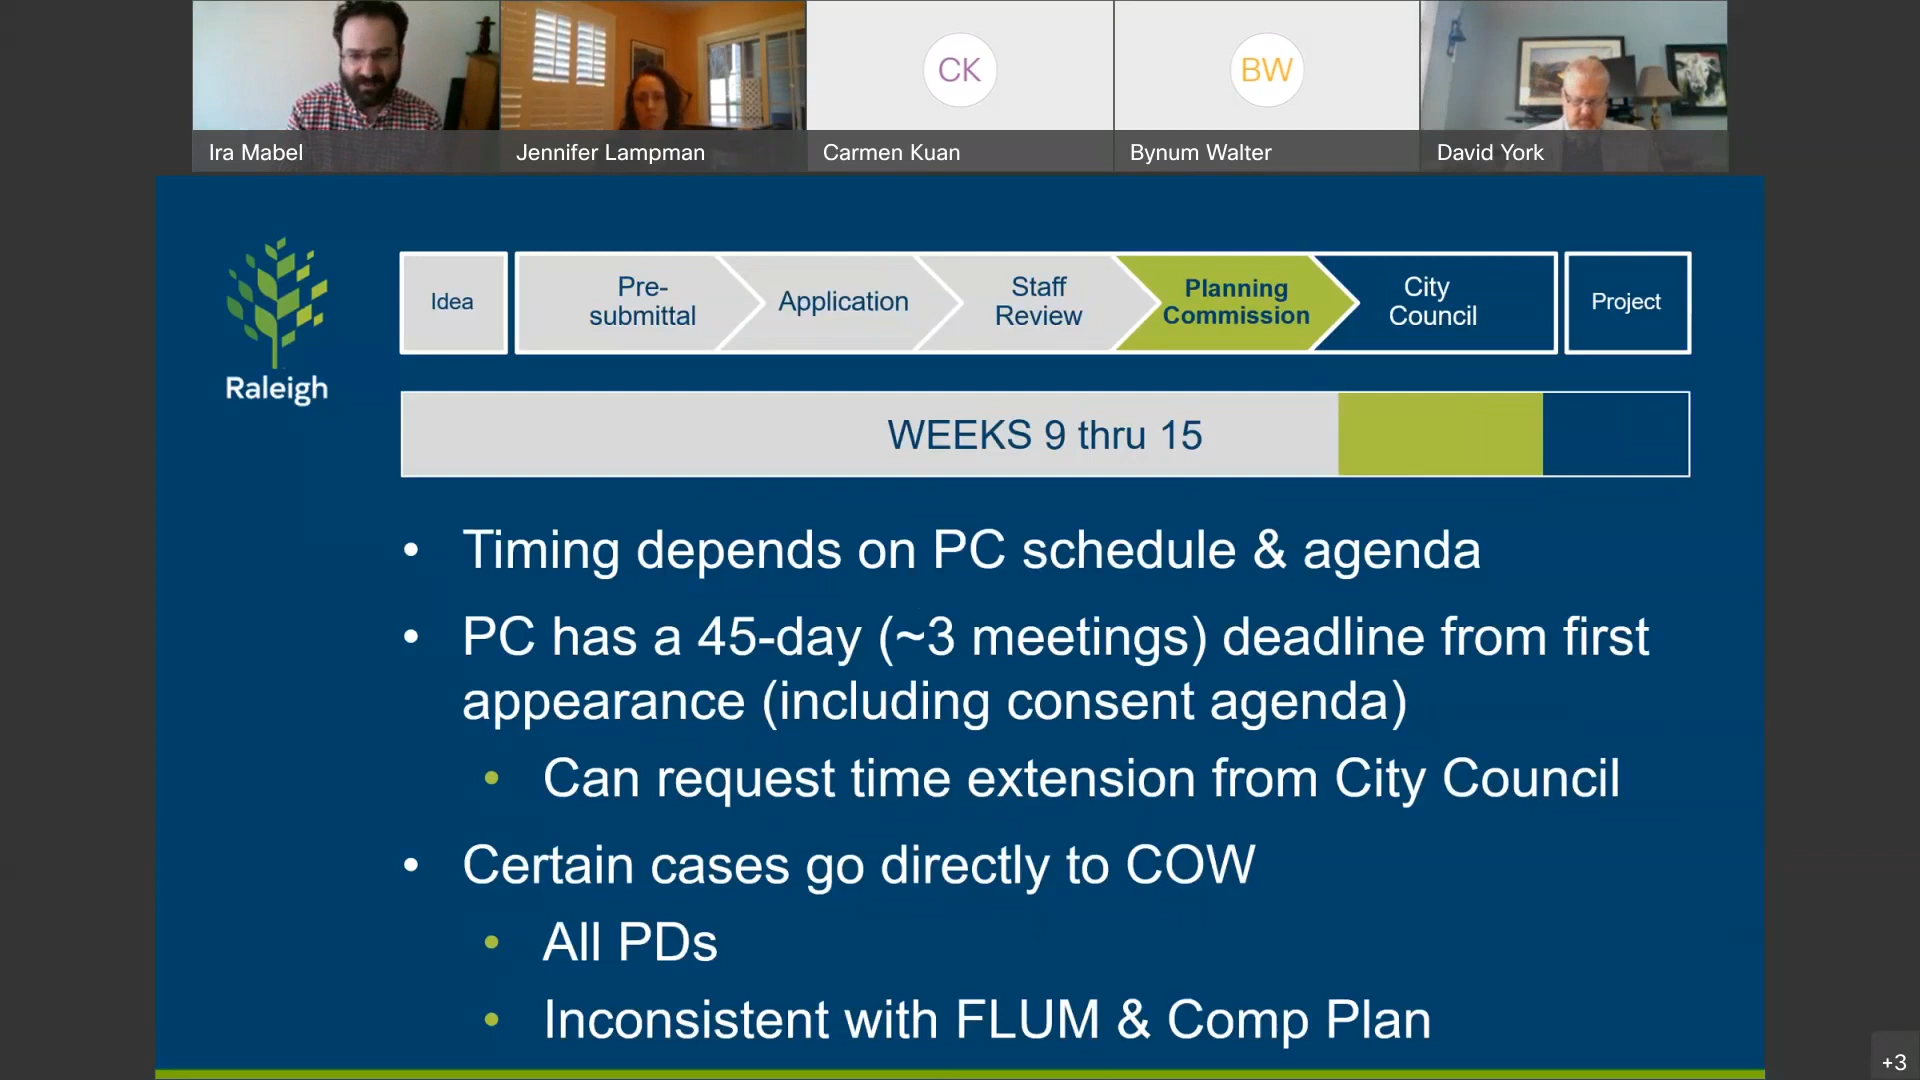 CK
BW
Ira Mabel
Jennifer Lampman
Carmen Kuan
Bynum Walter
David York
Raleigh
Idea
Pre-
submittal
Application
Staff
Review
Planning
Commission
City
Council
Project
WEEKS 9 thru 15
• Timing depends on PC schedule & agenda
• PC has a 45-day (~3 meetings) deadline from first
appearance (including consent agenda)
• Can request time extension from City Council
• Certain cases go directly to COW
• All PDs
• Inconsistent with FLUM & Comp Plan
+3